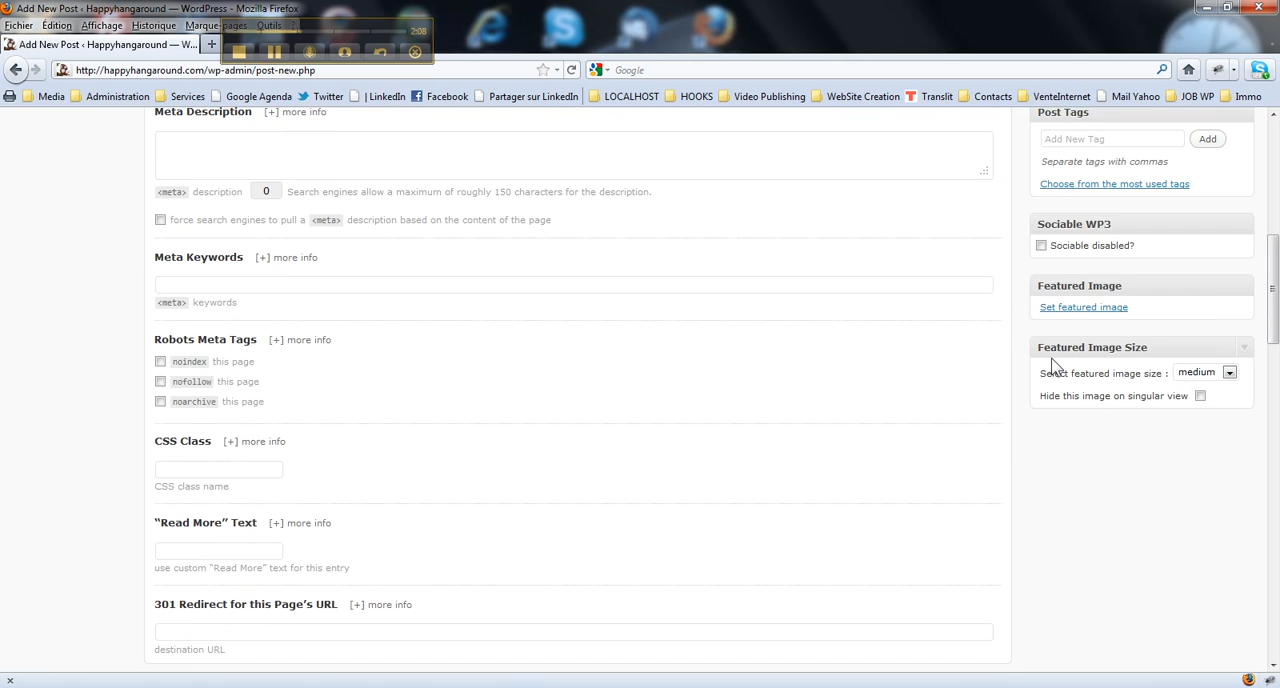 Add New Post ‹ Happyhangaround — WordPress - Mozilla Firefox
Fichier Édition Affichage Historique Marque-pages Outils ?
2:08
Add New Post ‹ Happyhangaround — W...
http://happyhangaround.com/wp-admin/post-new.php
Google
Media Administration Services Google Agenda Twitter LinkedIn Facebook Partager sur LinkedIn LOCALHOST HOOKS Video Publishing WebSite Creation Translit Contacts VenteInternet Mail Yahoo JOB WP Immo
Meta Description [+] more info
<meta> description 0 Search engines allow a maximum of roughly 150 characters for the description.
force search engines to pull a <meta> description based on the content of the page
Meta Keywords [+] more info
<meta> keywords
Robots Meta Tags [+] more info
noindex this page
nofollow this page
noarchive this page
CSS Class [+] more info
CSS class name
“Read More” Text [+] more info
use custom “Read More” text for this entry
301 Redirect for this Page’s URL [+] more info
destination URL
Post Tags
Add New Tag Add
Separate tags with commas
Choose from the most used tags
Sociable WP3
Sociable disabled?
Featured Image
Set featured image
Featured Image Size
Select featured image size : medium
Hide this image on singular view